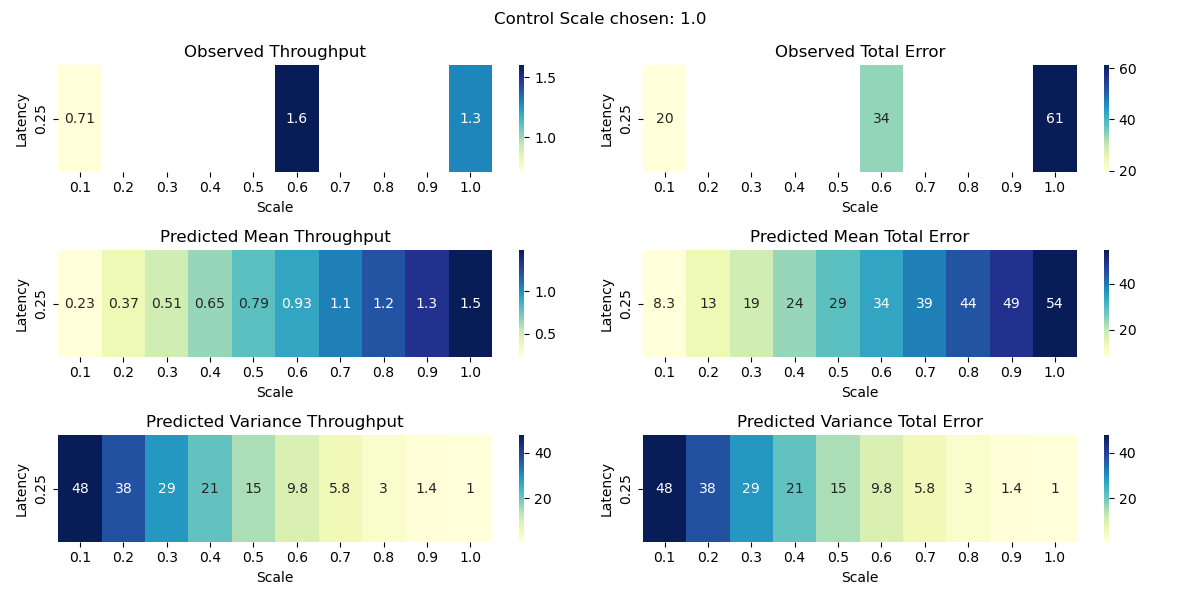 Control Scale chosen: 1.0
Observed Throughput
Latency
0.25
0.71 1.6 1.3
1.5
1.0
0.1 0.2 0.3 0.4 0.5 0.6 0.7 0.8 0.9 1.0
Scale
Observed Total Error
Latency
0.25
20 34 61
60
40
20
0.1 0.2 0.3 0.4 0.5 0.6 0.7 0.8 0.9 1.0
Scale
Predicted Mean Throughput
Latency
0.25
0.23 0.37 0.51 0.65 0.79 0.93 1.1 1.2 1.3 1.5
1.0
0.5
0.1 0.2 0.3 0.4 0.5 0.6 0.7 0.8 0.9 1.0
Scale
Predicted Mean Total Error
Latency
0.25
8.3 13 19 24 29 34 39 44 49 54
40
20
0.1 0.2 0.3 0.4 0.5 0.6 0.7 0.8 0.9 1.0
Scale
Predicted Variance Throughput
Latency
0.25
48 38 29 21 15 9.8 5.8 3 1.4 1
40
20
0.1 0.2 0.3 0.4 0.5 0.6 0.7 0.8 0.9 1.0
Scale
Predicted Variance Total Error
Latency
0.25
48 38 29 21 15 9.8 5.8 3 1.4 1
40
20
0.1 0.2 0.3 0.4 0.5 0.6 0.7 0.8 0.9 1.0
Scale